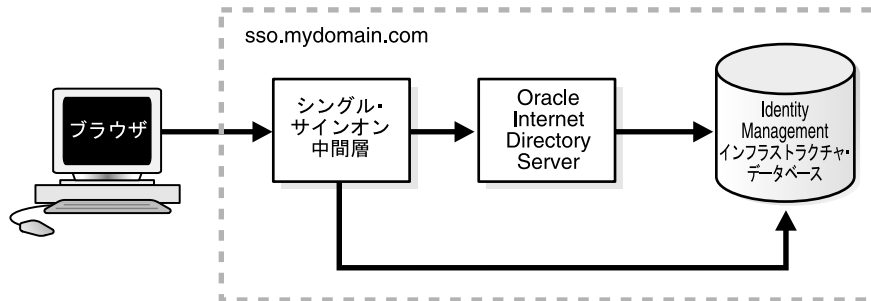 sso.mydomain.com
ブラウザ
シングル・
サインオン
中間層
Oracle
Internet
Directory
Server
Identity
Management
インフラストラクチャ・
データベース